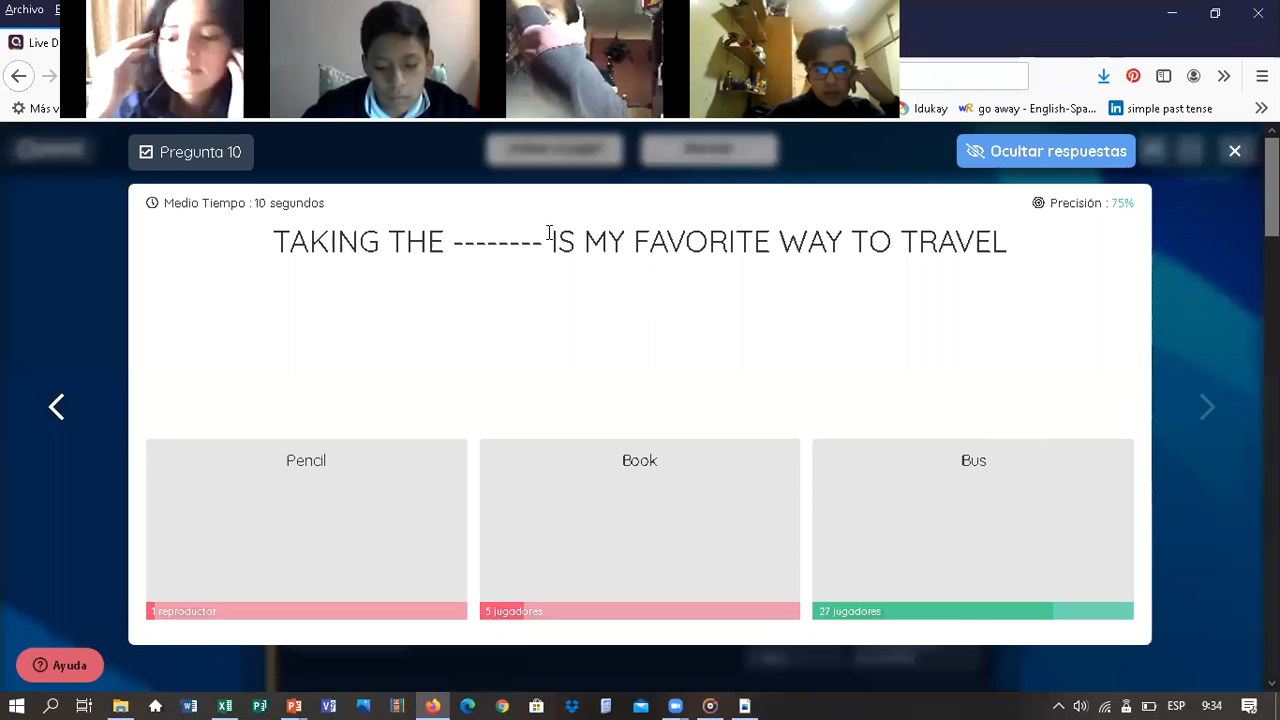 Archivo
Live D
Más v
Idukay
go away - English-Spa...
simple past tense
Pregunta 10
Ocultar respuestas
Medio Tiempo : 10 segundos
Precisión : 75%
TAKING THE -------- IS MY FAVORITE WAY TO TRAVEL
Pencil
Book
Bus
1 reproductor
5 jugadores
27 jugadores
Ayuda
ESP
9:34